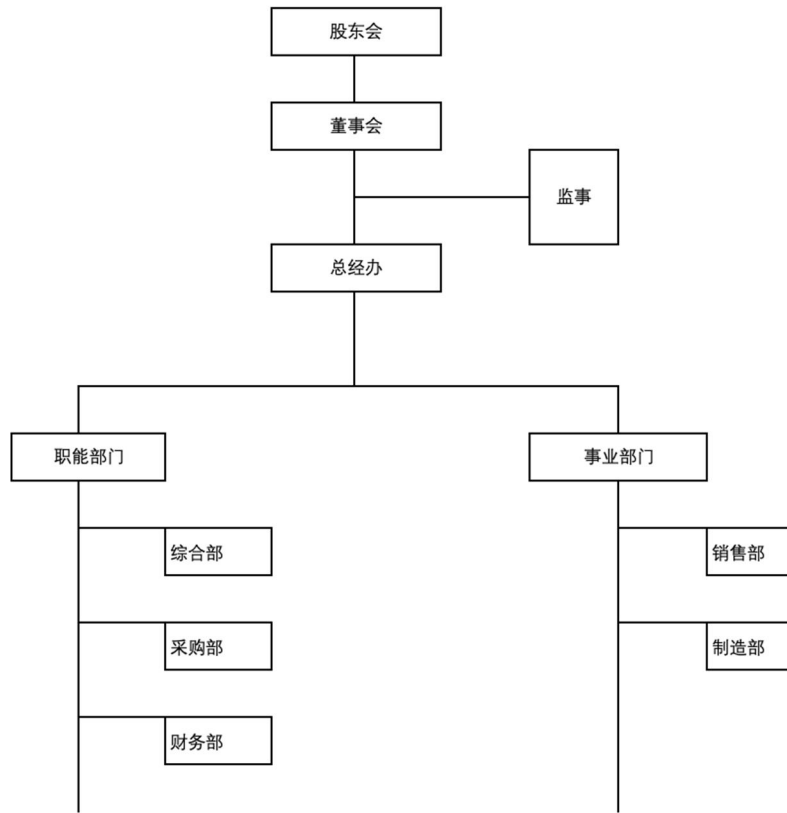 股东会
董事会
监事
总经办
职能部门
事业部门
综合部
销售部
采购部
制造部
财务部